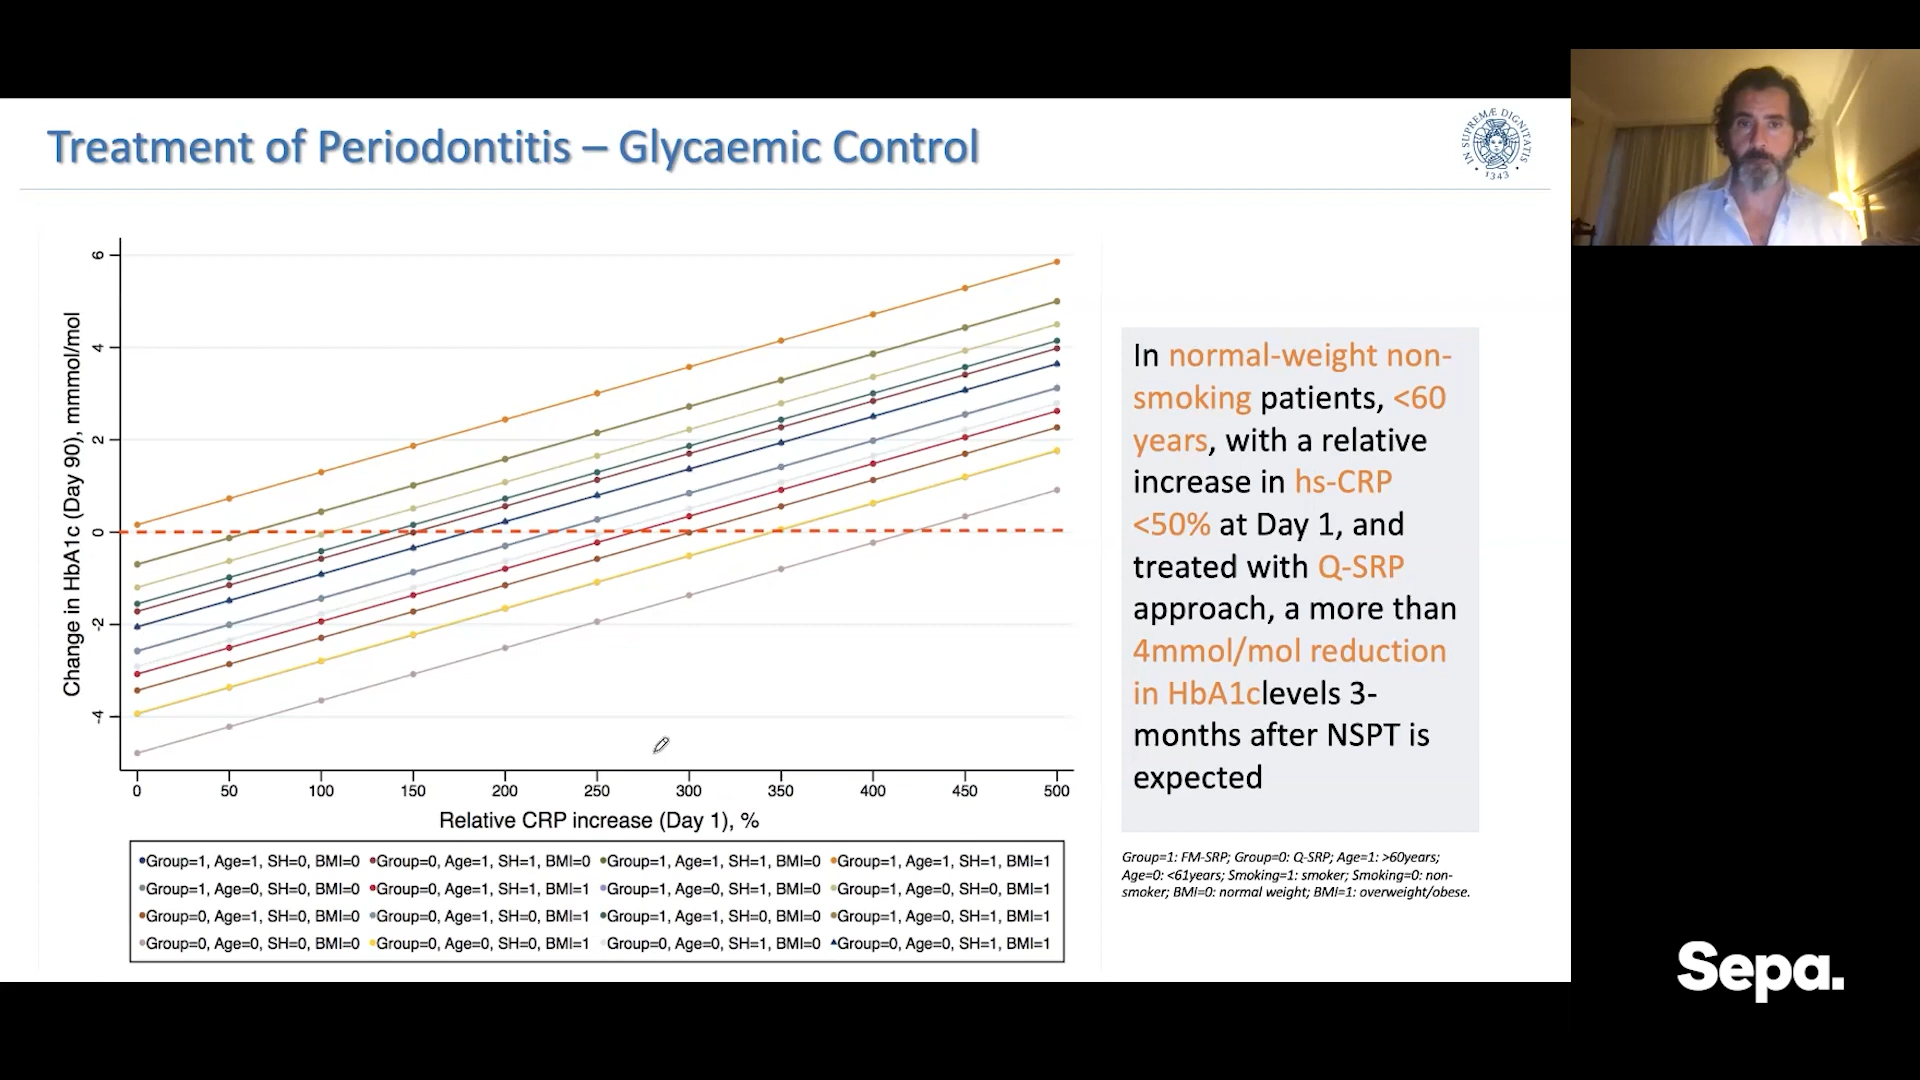 Treatment of Periodontitis – Glycaemic Control
IN SUPREMÆ DIGNITATIS
1343
Change in HbA1c (Day 90), mmmol/mol
6
4
2
0
-2
-4
0 50 100 150 200 250 300 350 400 450 500
Relative CRP increase (Day 1), %
Group=1, Age=1, SH=0, BMI=0 Group=0, Age=1, SH=1, BMI=0 Group=1, Age=1, SH=1, BMI=0 Group=1, Age=1, SH=1, BMI=1
Group=1, Age=0, SH=0, BMI=0 Group=0, Age=1, SH=1, BMI=1 Group=1, Age=0, SH=1, BMI=0 Group=1, Age=0, SH=0, BMI=1
Group=0, Age=1, SH=0, BMI=0 Group=0, Age=1, SH=0, BMI=1 Group=1, Age=1, SH=0, BMI=0 Group=1, Age=0, SH=1, BMI=1
Group=0, Age=0, SH=0, BMI=0 Group=0, Age=0, SH=0, BMI=1 Group=0, Age=0, SH=1, BMI=0 Group=0, Age=0, SH=1, BMI=1
In normal-weight non-
smoking patients, <60
years, with a relative
increase in hs-CRP
<50% at Day 1, and
treated with Q-SRP
approach, a more than
4mmol/mol reduction
in HbA1clevels 3-
months after NSPT is
expected
Group=1: FM-SRP; Group=0: Q-SRP; Age=1: >60years;
Age=0: <61years; Smoking=1: smoker; Smoking=0: non-
smoker; BMI=0: normal weight; BMI=1: overweight/obese.
Sepa.